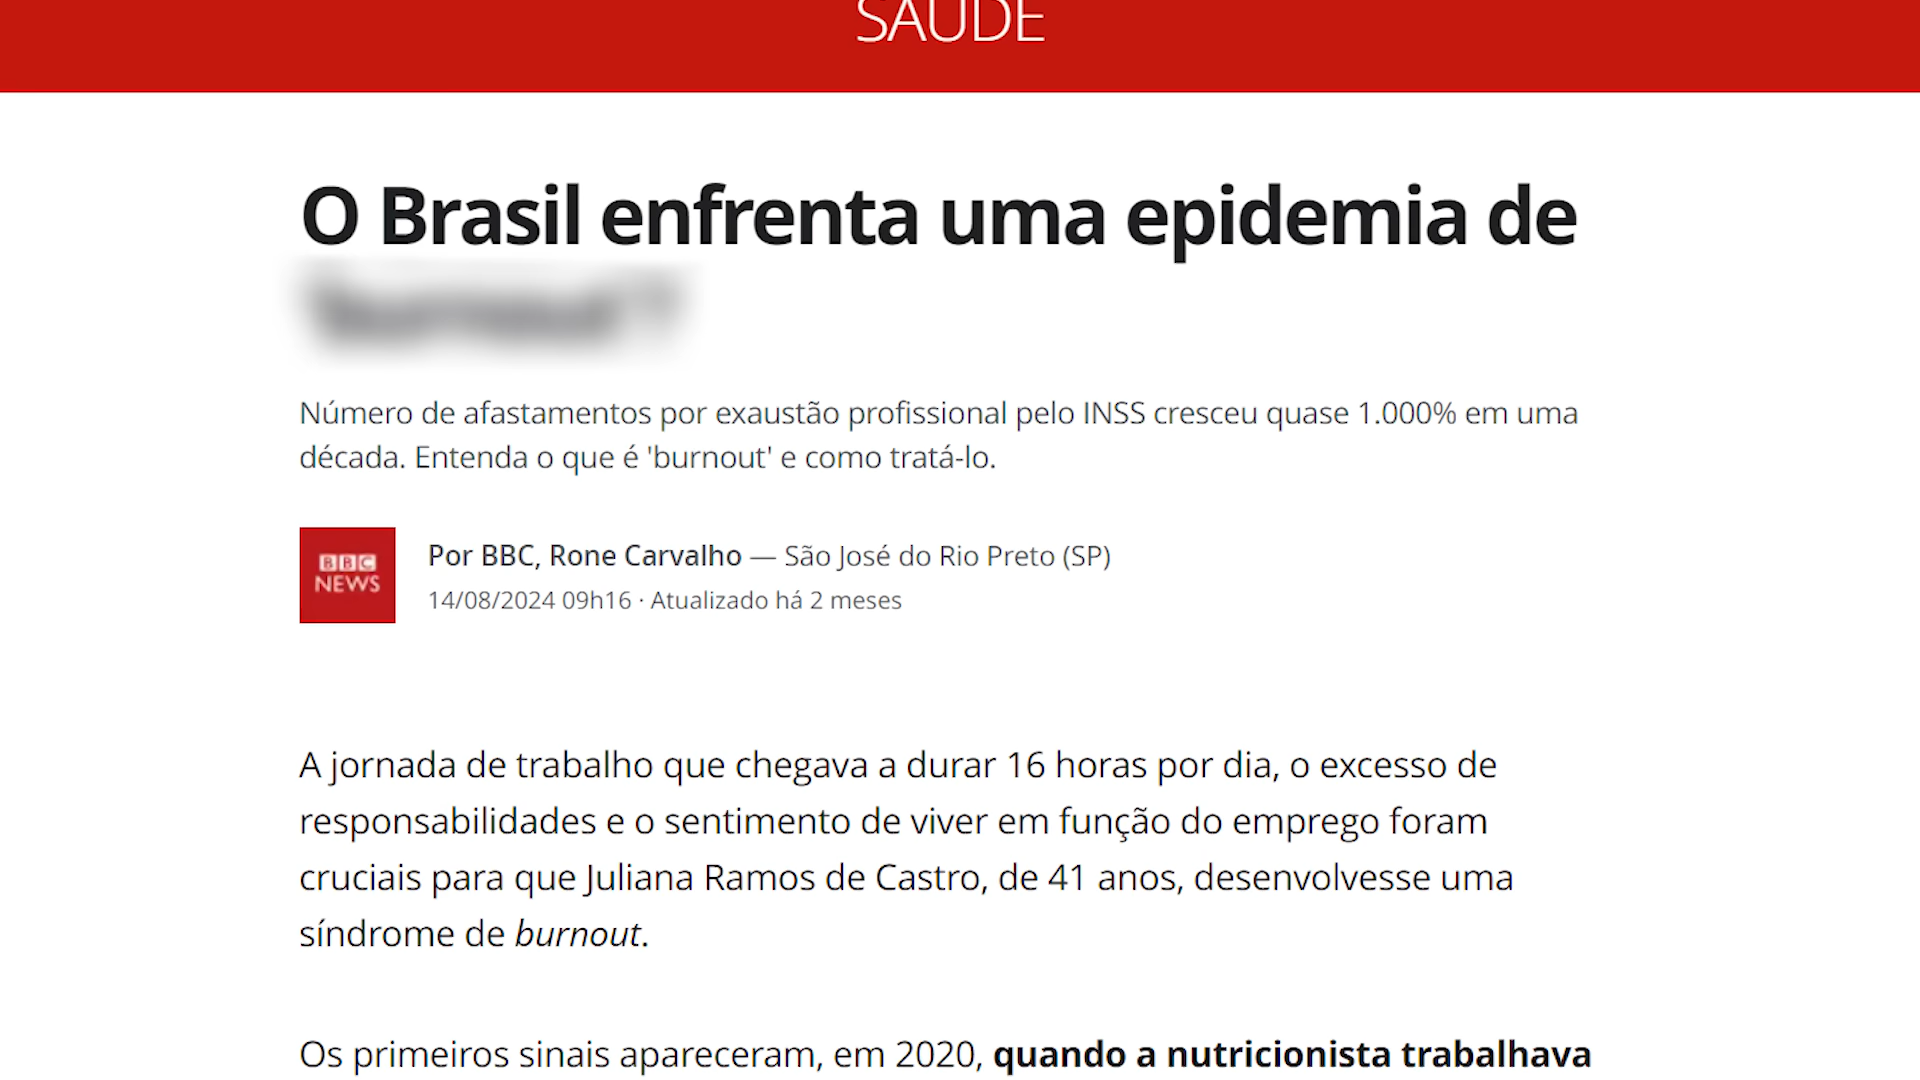 SAÚDE
O Brasil enfrenta uma epidemia de
Número de afastamentos por exaustão profissional pelo INSS cresceu quase 1.000% em uma
década. Entenda o que é 'burnout' e como tratá-lo.
BBC
NEWS
Por BBC, Rone Carvalho — São José do Rio Preto (SP)
14/08/2024 09h16 · Atualizado há 2 meses
A jornada de trabalho que chegava a durar 16 horas por dia, o excesso de
responsabilidades e o sentimento de viver em função do emprego foram
cruciais para que Juliana Ramos de Castro, de 41 anos, desenvolvesse uma
síndrome de burnout.
Os primeiros sinais apareceram, em 2020, quando a nutricionista trabalhava